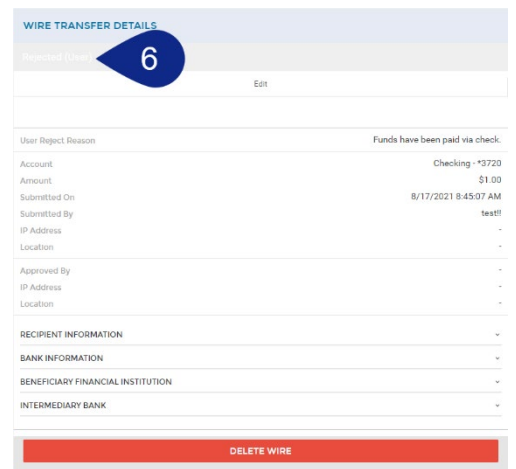 WIRE TRANSFER DETAILS
Rejected (User)
6
Edit
User Reject Reason Funds have been paid via check.
Account Checking - *3720
Amount $1.00
Submitted On 8/17/2021 8:45:07 AM
Submitted By test!!
IP Address -
Location -
Approved By -
IP Address -
Location -
RECIPIENT INFORMATION
BANK INFORMATION
BENEFICIARY FINANCIAL INSTITUTION
INTERMEDIARY BANK
DELETE WIRE